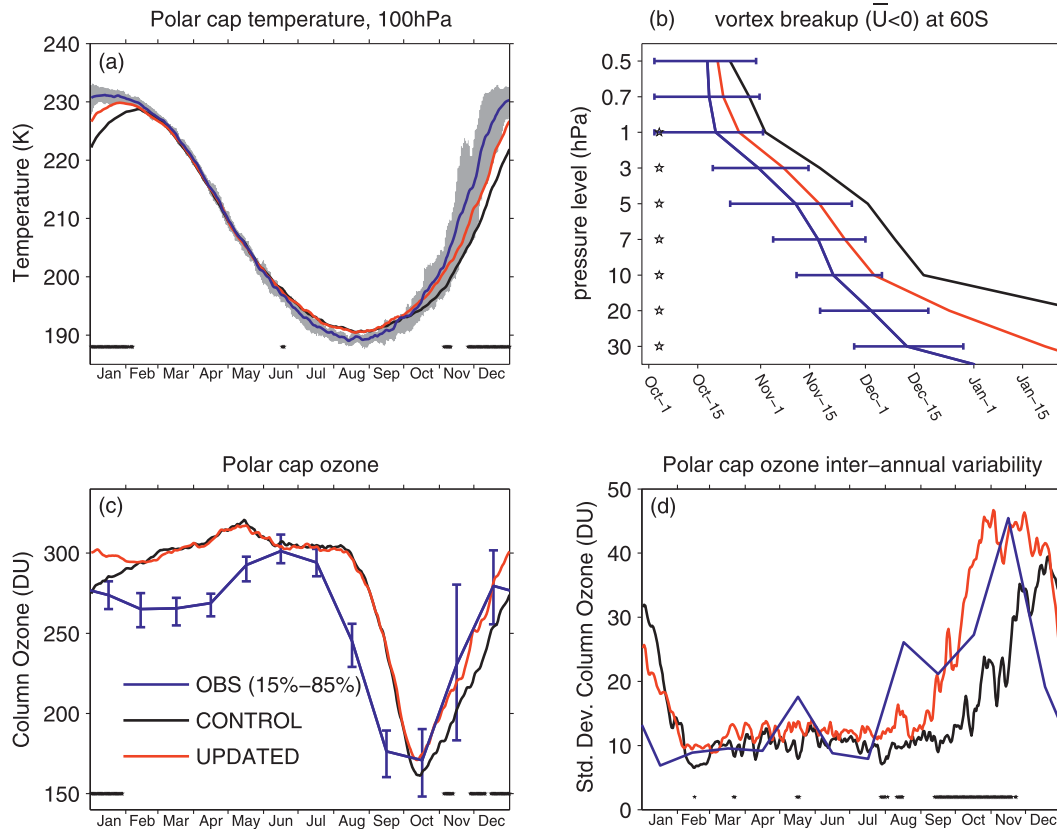 Polar cap temperature, 100hPa
(a)
Temperature (K)
240
230
220
210
200
190
Jan Feb Mar Apr May Jun Jul Aug Sep Oct Nov Dec
(b)
vortex breakup (U<0) at 60S
pressure level (hPa)
0.5
0.7
1
3
5
7
10
20
30
Oct−1
Oct−15
Nov−1
Nov−15
Dec−1
Dec−15
Jan−1
Jan−15
Polar cap ozone
(c)
Column Ozone (DU)
300
250
200
150
OBS (15%−85%)
CONTROL
UPDATED
Jan Feb Mar Apr May Jun Jul Aug Sep Oct Nov Dec
Polar cap ozone inter−annual variability
(d)
Std. Dev. Column Ozone (DU)
50
40
30
20
10
0
Jan Feb Mar Apr May Jun Jul Aug Sep Oct Nov Dec